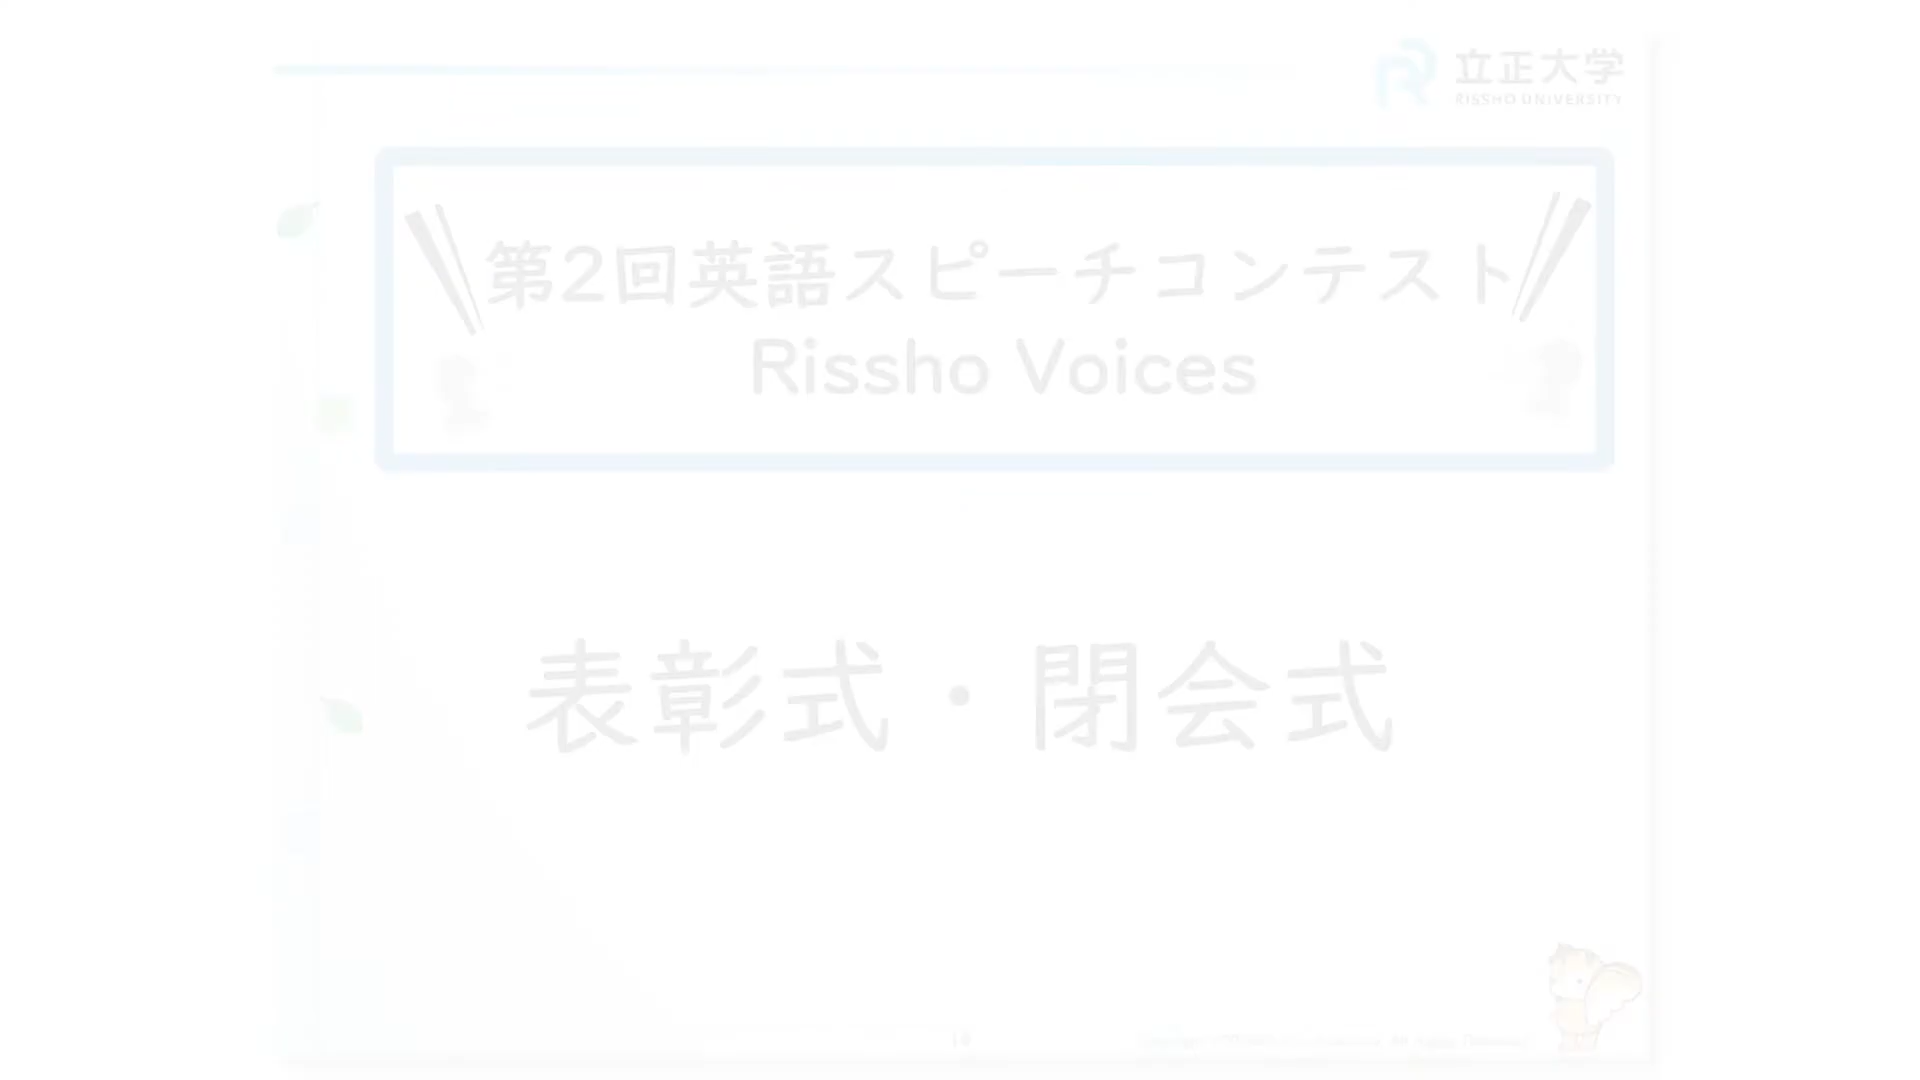 立正大学
RISSHO UNIVERSITY
第2回英語スピーチコンテスト
Rissho Voices
表彰式・閉会式